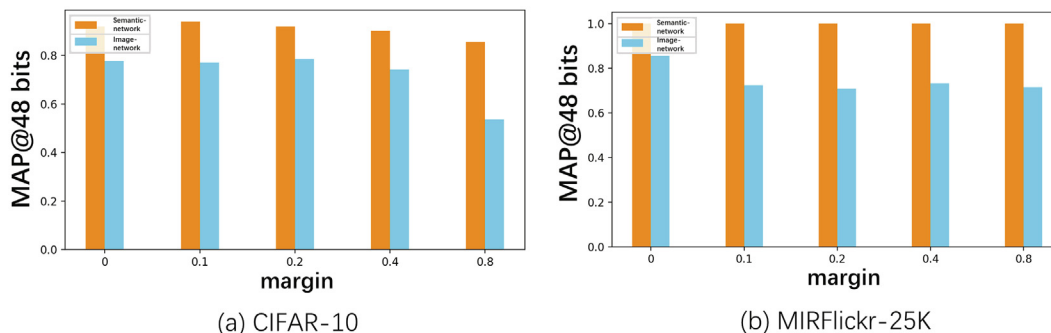 Semantic-
network
Image-
network
MAP@48 bits
0.8
0.6
0.4
0.2
0.0
0
0.1
0.2
0.4
0.8
margin
(a) CIFAR-10
Semantic-
network
Image-
network
MAP@48 bits
1.0
0.8
0.6
0.4
0.2
0.0
0
0.1
0.2
0.4
0.8
margin
(b) MIRFlickr-25K